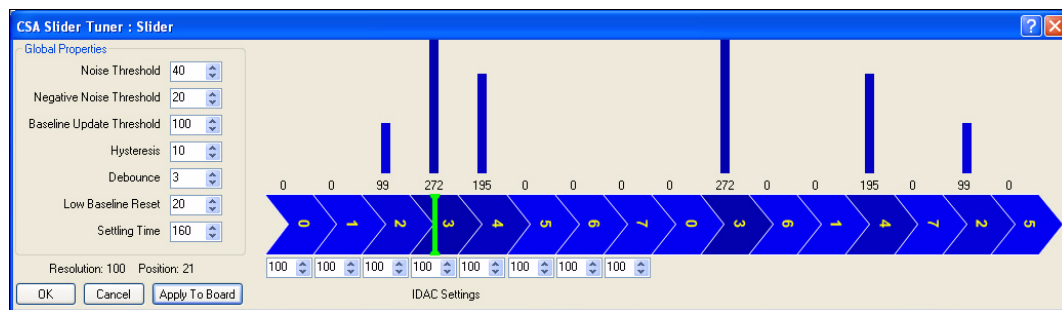 CSA Slider Tuner : Slider
Global Properties
Noise Threshold 40
Negative Noise Threshold 20
Baseline Update Threshold 100
Hysteresis 10
Debounce 3
Low Baseline Reset 20
Settling Time 160
Resolution: 100 Position: 21
OK Cancel Apply To Board
0 0 99 272 195 0 0 0 0 272 0 0 195 0 99 0
0 1 2 3 4 5 6 7 0 3 6 1 4 7 2 5
100 100 100 100 100 100 100 100
IDAC Settings